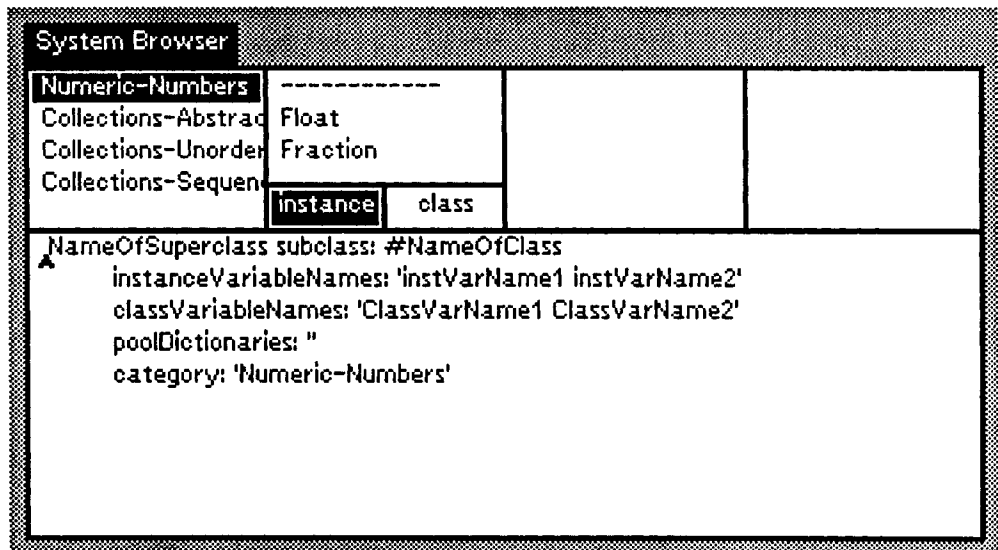 System Browser
Numeric-Numbers
Collections-Abstrac
Collections-Unorder
Collections-Sequen
------------
Float
Fraction
instance class
NameOfSuperclass subclass: #NameOfClass
instanceVariableNames: 'instVarName1 instVarName2'
classVariableNames: 'ClassVarName1 ClassVarName2'
poolDictionaries: ''
category: 'Numeric-Numbers'